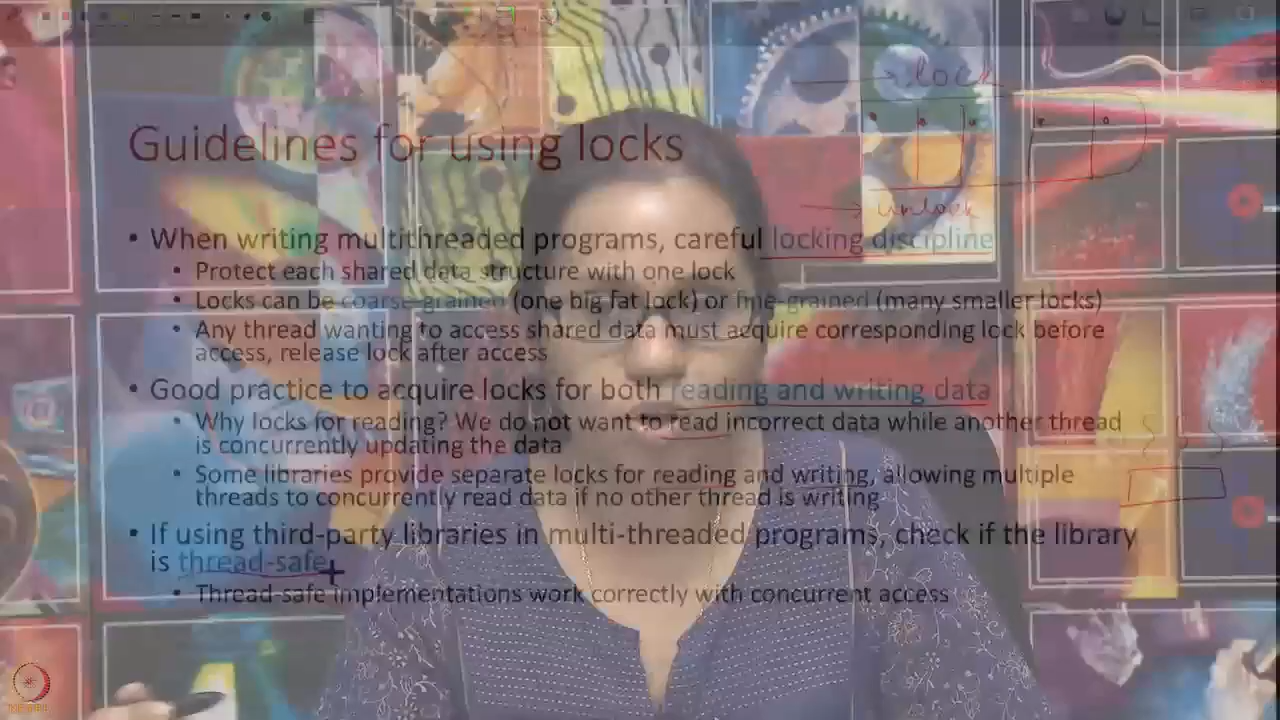 lock
Guidelines for using locks
unlock
• When writing multithreaded programs, careful locking discipline
• Protect each shared data structure with one lock
• Locks can be coarse-grained (one big fat lock) or fine-grained (many smaller locks)
• Any thread wanting to access shared data must acquire corresponding lock before
access, release lock after access
• Good practice to acquire locks for both reading and writing data
• Why locks for reading? We do not want to read incorrect data while another thread
is concurrently updating the data
• Some libraries provide separate locks for reading and writing, allowing multiple
threads to concurrently read data if no other thread is writing
• If using third-party libraries in multi-threaded programs, check if the library
is thread-safe
• Thread-safe implementations work correctly with concurrent access